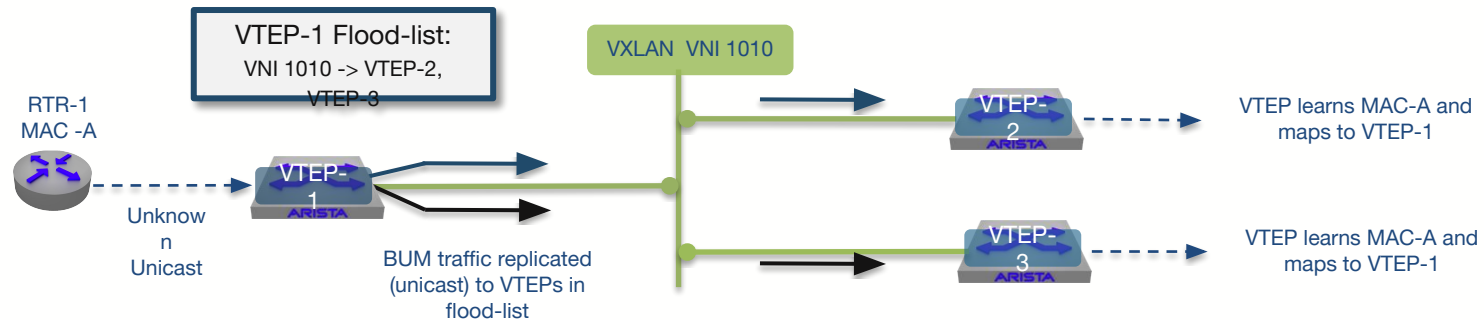 VTEP-1 Flood-list:
VNI 1010 -> VTEP-2,
VTEP-3
VXLAN  VNI 1010
RTR-1
MAC -A
VTEP-
1
ARISTA
Unknow
n
Unicast
BUM traffic replicated
(unicast) to VTEPs in
flood-list
VTEP-
2
ARISTA
VTEP learns MAC-A and
maps to VTEP-1
VTEP-
3
ARISTA
VTEP learns MAC-A and
maps to VTEP-1